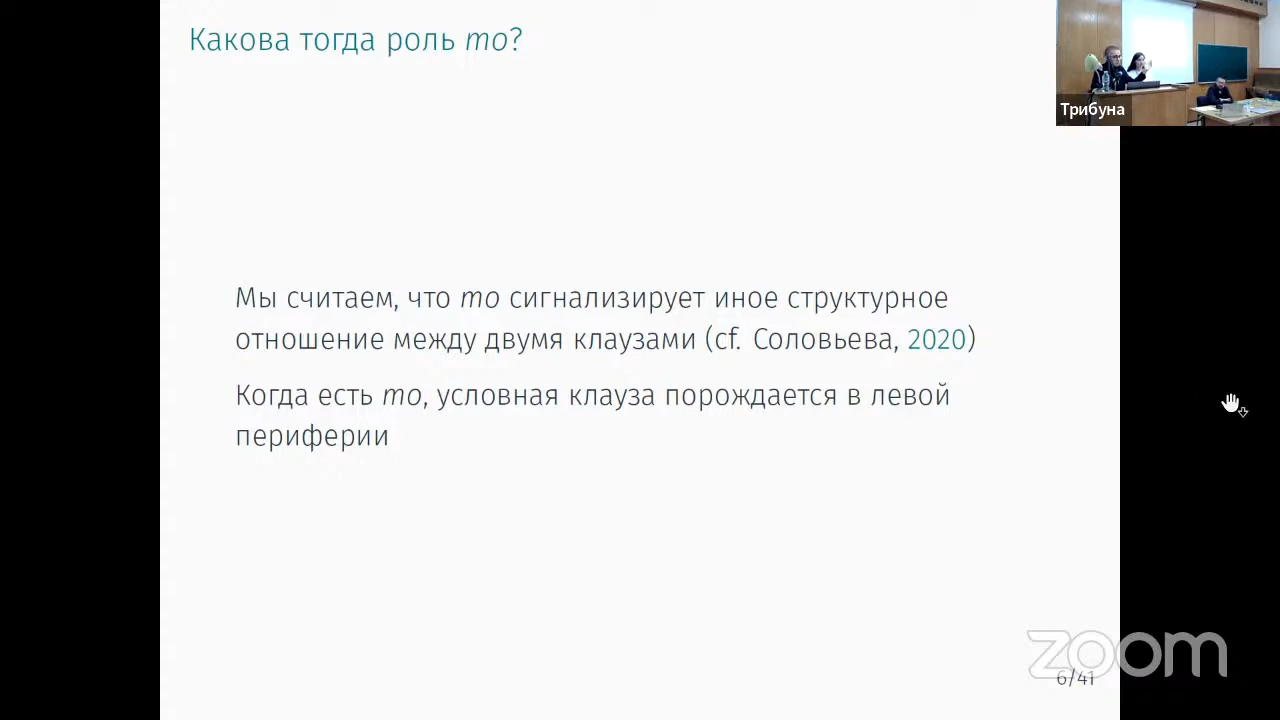 Какова тогда роль то?
Трибуна
Мы считаем, что то сигнализирует иное структурное
отношение между двумя клаузами (cf. Соловьева, 2020)
Когда есть то, условная клауза порождается в левой
периферии
zoom
6/41